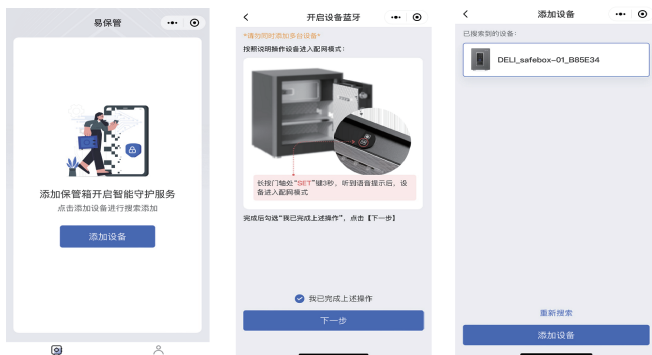 易保管
添加保管箱开启智能守护服务
点击添加设备进行搜索添加
添加设备
开启设备蓝牙
*请勿同时添加多台设备*
按照说明操作设备进入配网模式：
长按门轴处“SET”键3秒，听到语音提示后，设
备进入配网模式
完成后勾选“我已完成上述操作”，点击【下一步】
我已完成上述操作
下一步
添加设备
已搜索到的设备：
DELI_safebox-01_B85E34
重新搜索
添加设备